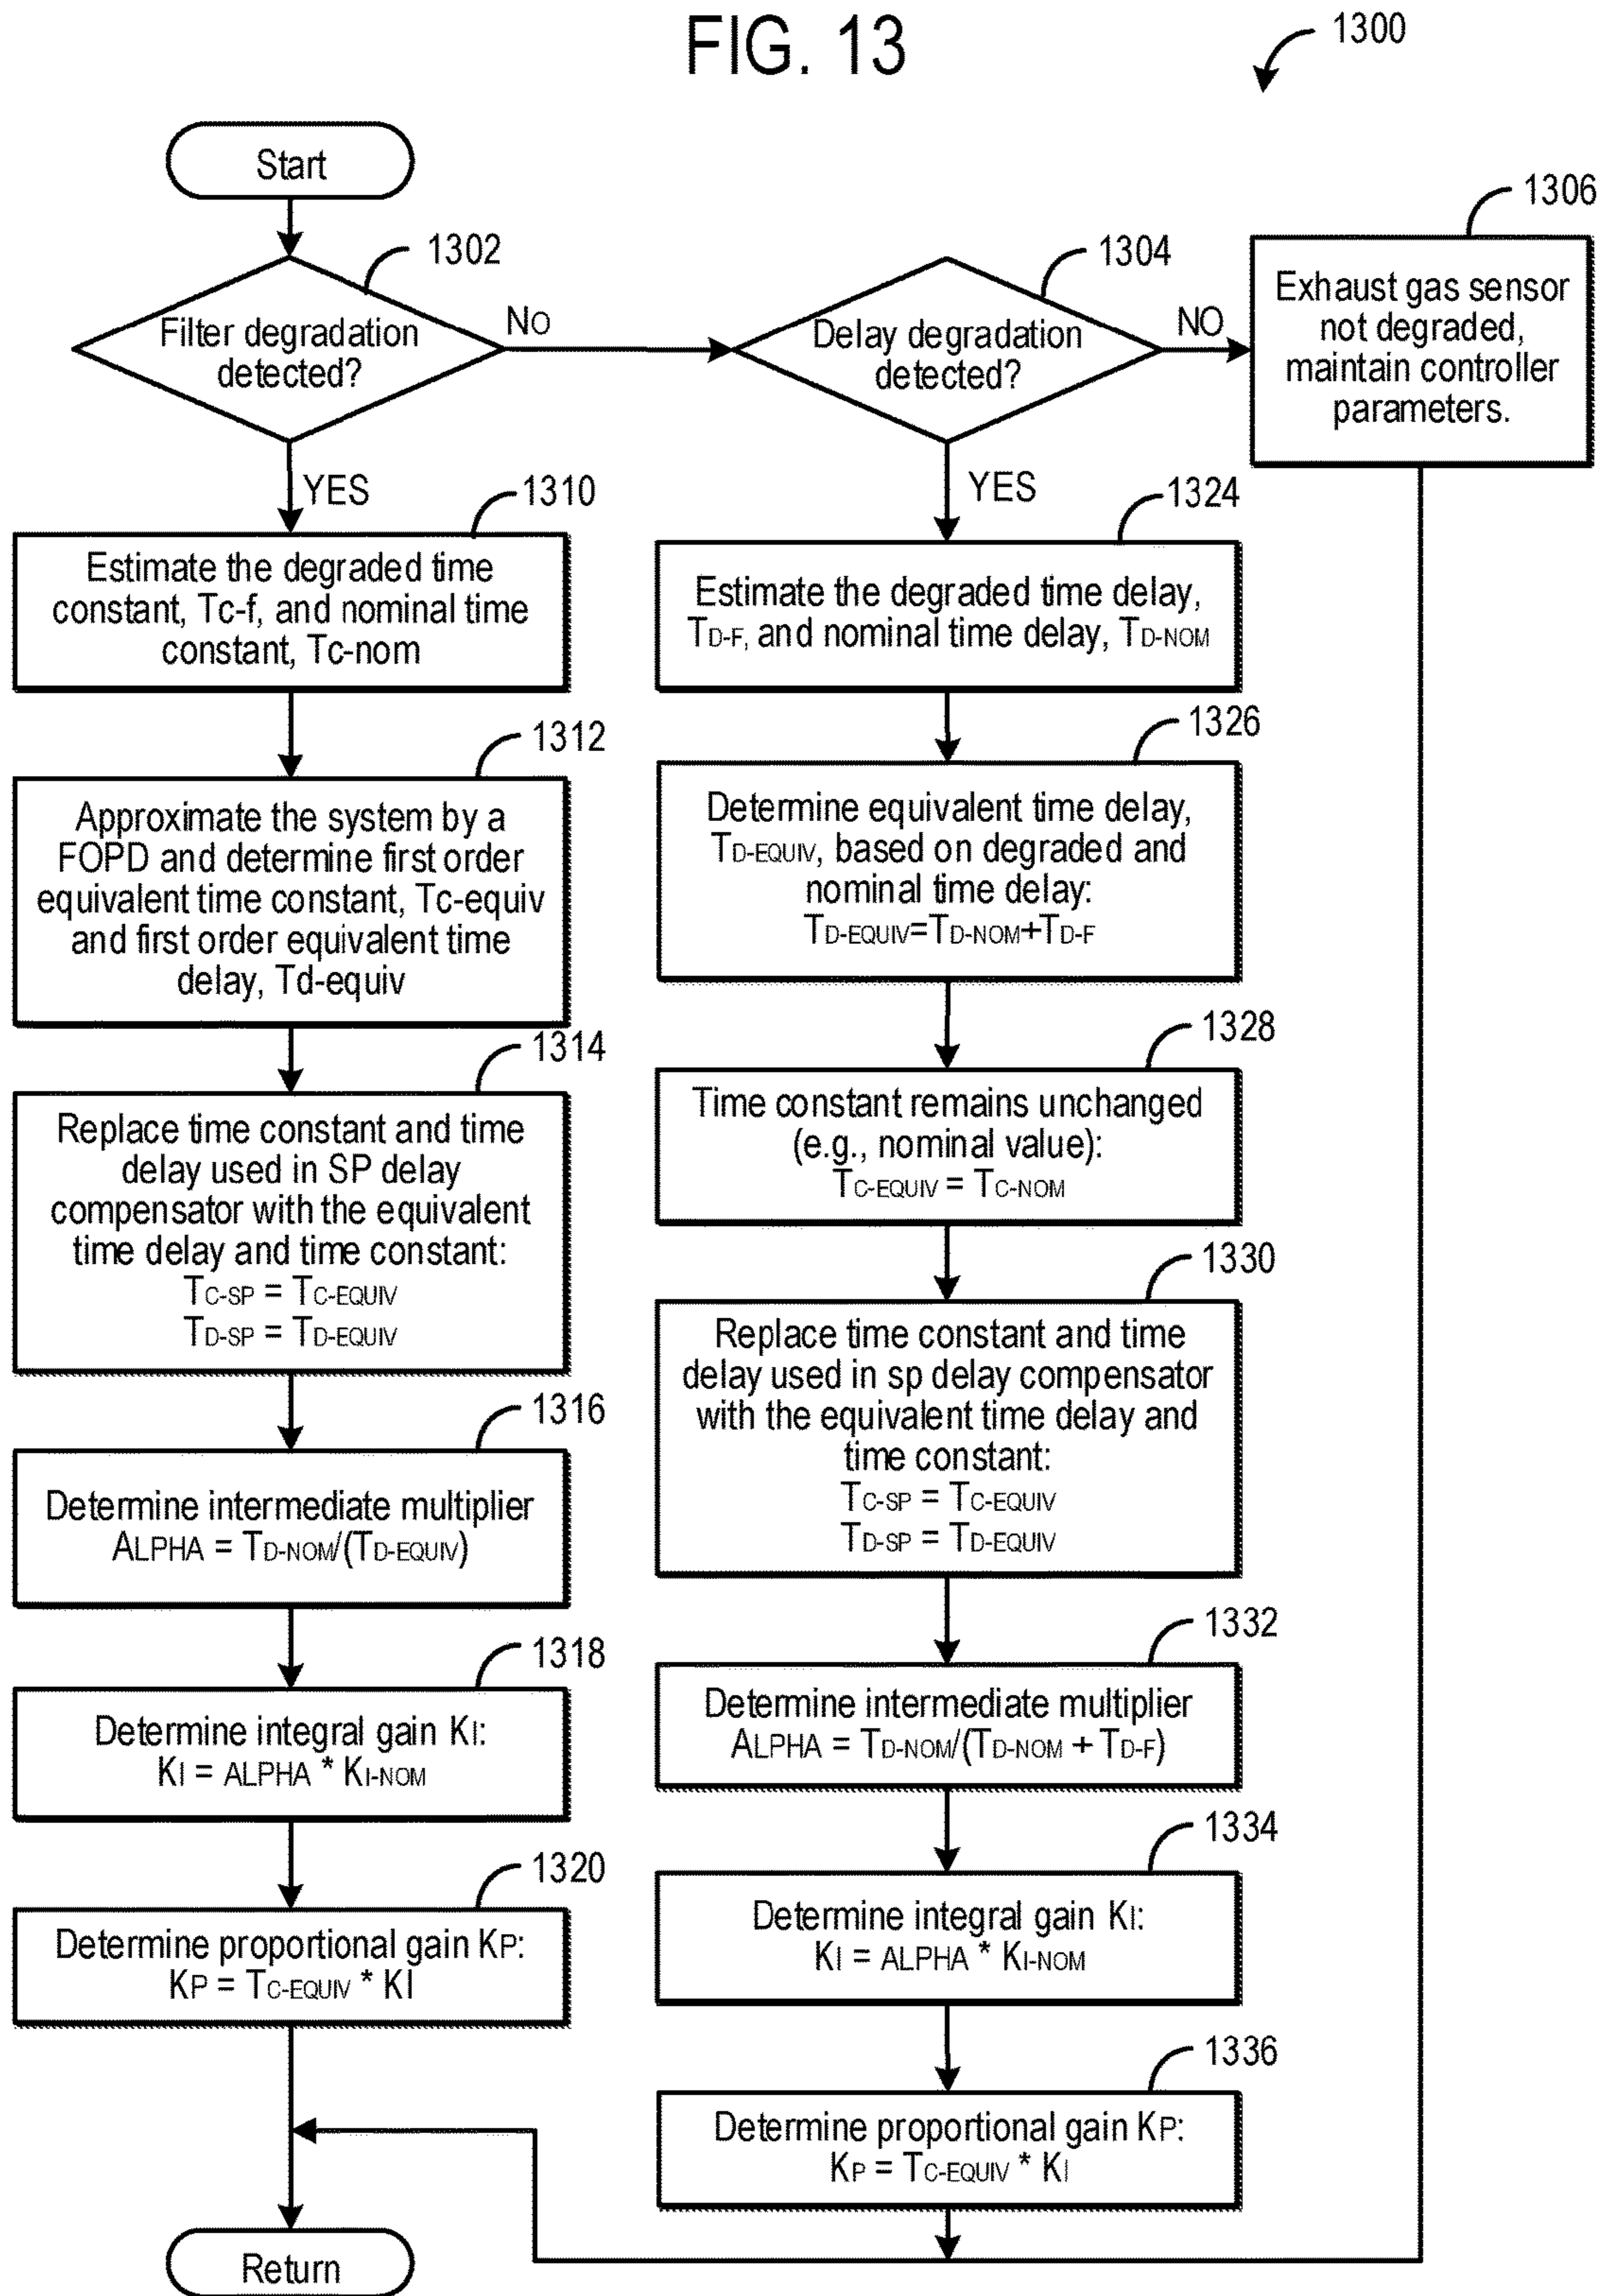 FIG. 13
1300
Start
1302
Filter degradation
detected?
NO
YES
1304
Delay degradation
detected?
NO
YES
1306
Exhaust gas sensor
not degraded,
maintain controller
parameters.
1310
Estimate the degraded time
constant, Tc-f, and nominal time
constant, Tc-nom
1312
Approximate the system by a
FOPD and determine first order
equivalent time constant, Tc-equiv
and first order equivalent time
delay, Td-equiv
1314
Replace time constant and time
delay used in SP delay
compensator with the equivalent
time delay and time constant:
TC-SP = TC-EQUIV
TD-SP = TD-EQUIV
1316
Determine intermediate multiplier
ALPHA = TD-NOM/(TD-EQUIV)
1318
Determine integral gain KI:
KI = ALPHA * KI-NOM
1320
Determine proportional gain KP:
KP = TC-EQUIV * KI
Return
1324
Estimate the degraded time delay,
TD-F, and nominal time delay, TD-NOM
1326
Determine equivalent time delay,
TD-EQUIV, based on degraded and
nominal time delay:
TD-EQUIV=TD-NOM+TD-F
1328
Time constant remains unchanged
(e.g., nominal value):
TC-EQUIV = TC-NOM
1330
Replace time constant and time
delay used in sp delay compensator
with the equivalent time delay and
time constant:
TC-SP = TC-EQUIV
TD-SP = TD-EQUIV
1332
Determine intermediate multiplier
ALPHA = TD-NOM/(TD-NOM + TD-F)
1334
Determine integral gain KI:
KI = ALPHA * KI-NOM
1336
Determine proportional gain KP:
KP = TC-EQUIV * KI